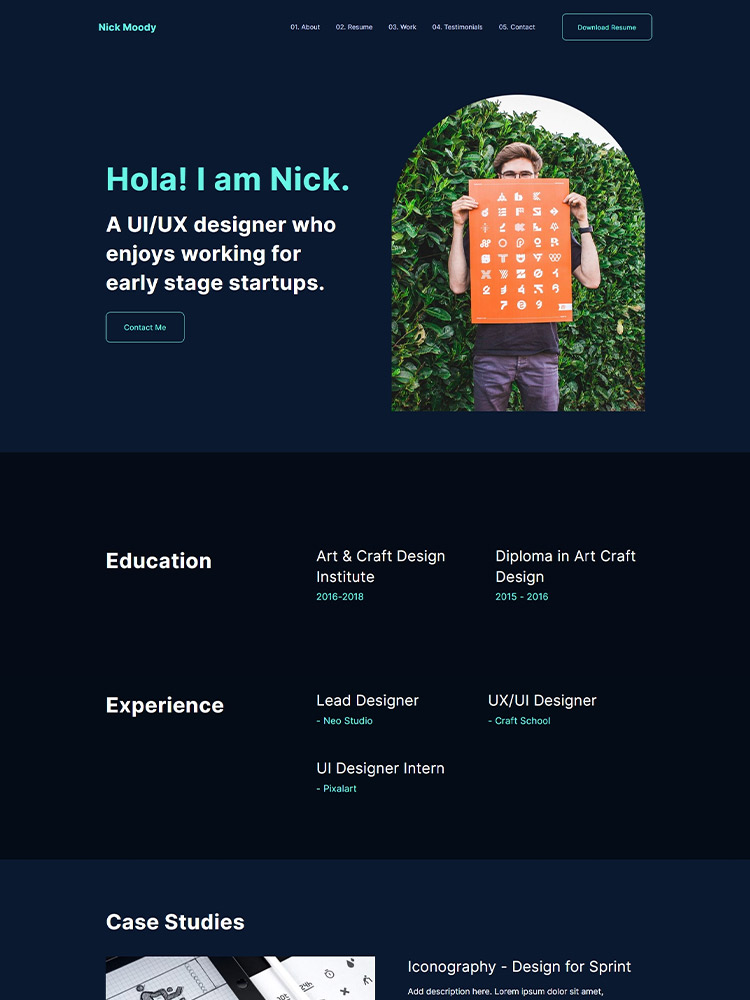 Nick Moody
01. About
02. Resume
03. Work
04. Testimonials
05. Contact
Download Resume
Hola! I am Nick.
A UI/UX designer who
enjoys working for
early stage startups.
Contact Me
Education
Art & Craft Design
Institute
2016-2018
Diploma in Art Craft
Design
2015 - 2016
Experience
Lead Designer
- Neo Studio
UX/UI Designer
- Craft School
UI Designer Intern
- Pixalart
Case Studies
Iconography - Design for Sprint
Add description here. Lorem ipsum dolor sit amet,